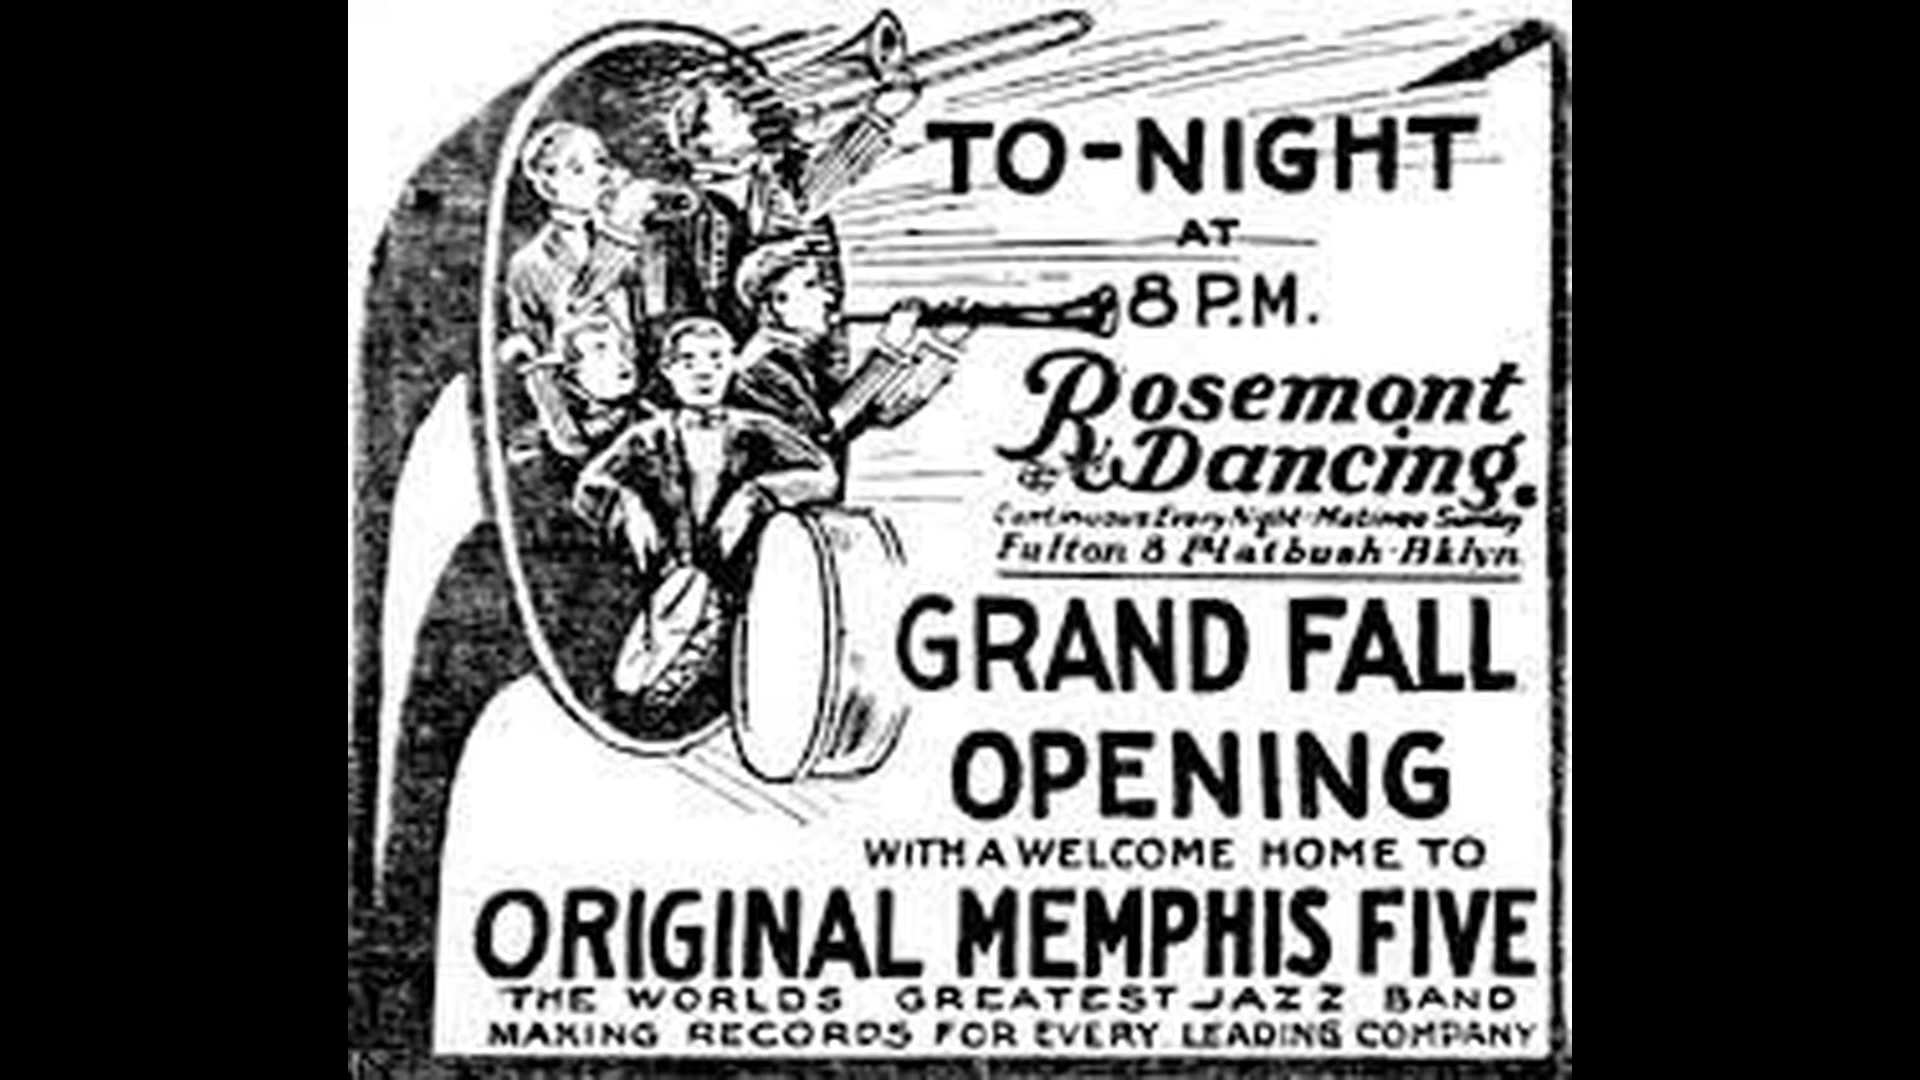 TO-NIGHT
AT
8 P.M.
Rosemont
Dancing.
Continuous Every Night-Matinee Sunday
Fulton & Flatbush-Bklyn
GRAND FALL
OPENING
WITH A WELCOME HOME TO
ORIGINAL MEMPHIS FIVE
THE WORLDS GREATEST JAZZ BAND
MAKING RECORDS FOR EVERY LEADING COMPANY